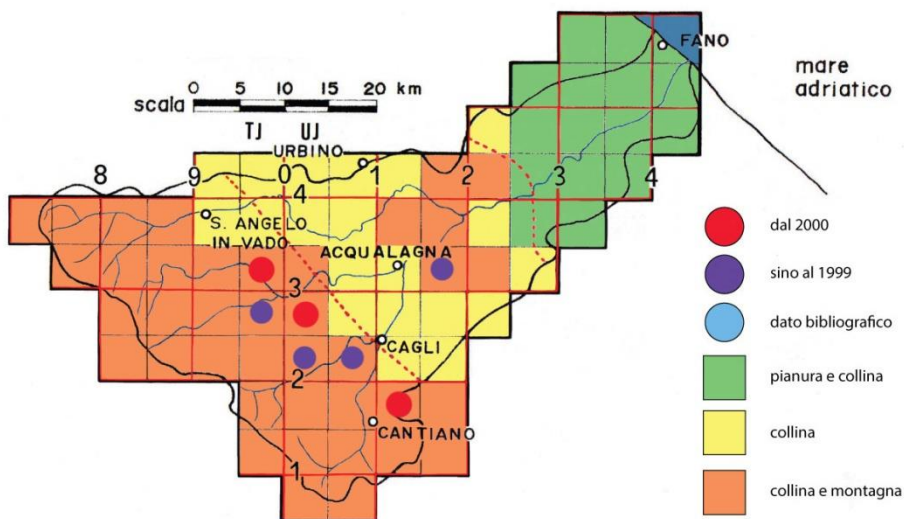 FANO
mare
adriatico
scala 0 5 10 15 20 km
TJ UJ
URBINO
8 9 0 1 2 3 4
4
S. ANGELO
IN VADO
ACQUALAGNA
3
CAGLI
2
CANTIANO
1
dal 2000
sino al 1999
dato bibliografico
pianura e collina
collina
collina e montagna